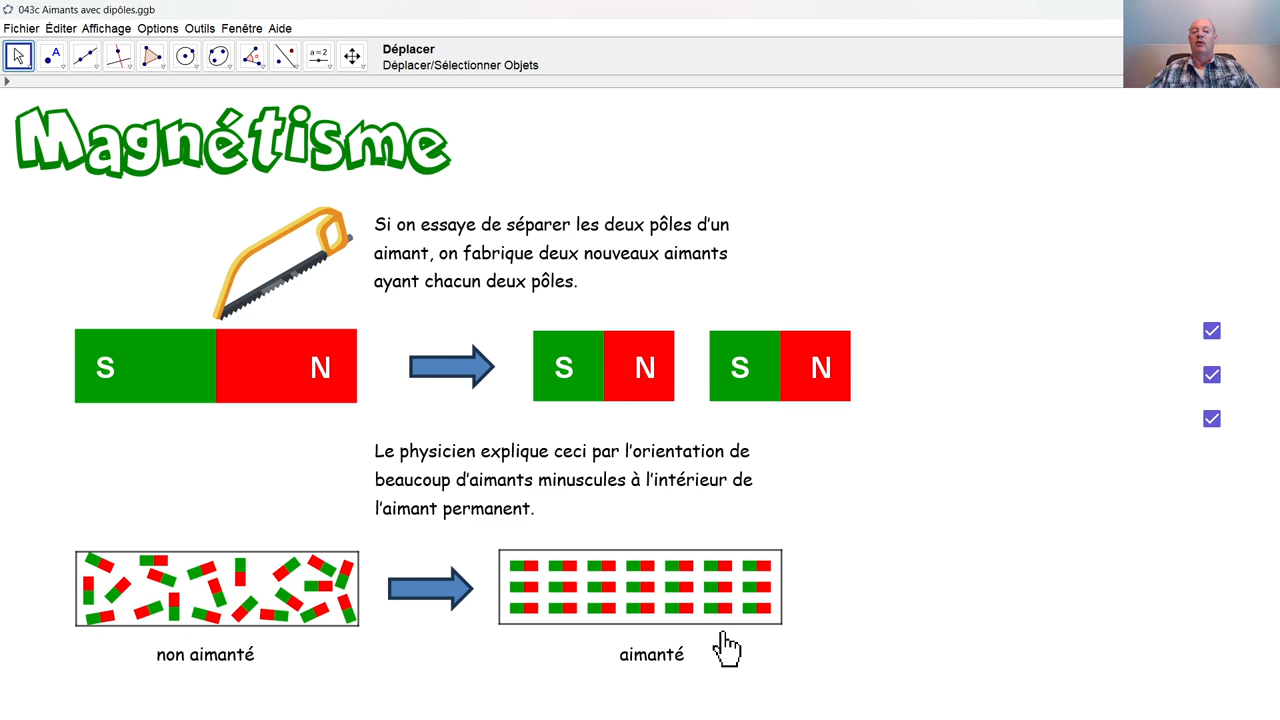 043c Aimants avec dipôles.ggb
Fichier Éditer Affichage Options Outils Fenêtre Aide
A
a=2
Déplacer
Déplacer/Sélectionner Objets
Magnétisme
Si on essaye de séparer les deux pôles d'un
aimant, on fabrique deux nouveaux aimants
ayant chacun deux pôles.
S N S N S N
Le physicien explique ceci par l'orientation de
beaucoup d'aimants minuscules à l'intérieur de
l'aimant permanent.
non aimanté aimanté